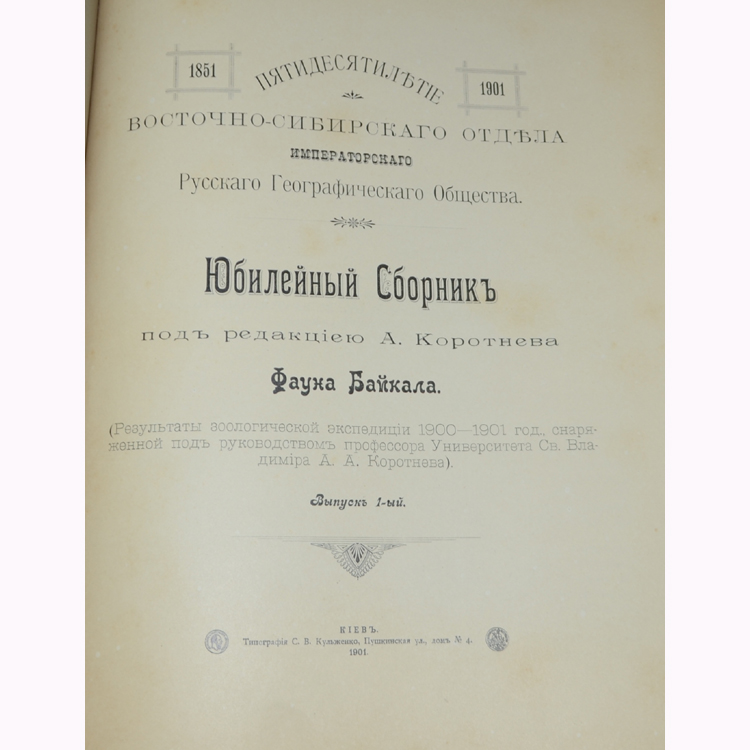 1851
ПЯТИДЕСЯТИЛѢТІЕ
1901
ВОСТОЧНО-СИБИРСКАГО ОТДѢЛА
ИМПЕРАТОРСКАГО
Русскаго Географическаго Общества.
Юбилейный Сборникъ
подъ редакціею А. Коротнева
Фауна Байкала.
(Результаты зоологической экспедиціи 1900—1901 год., снаря-
женной подъ руководствомъ профессора Университета Св. Вла-
диміра А. А. Коротнева).
Выпускъ 1-ый.
КІЕВЪ.
Типографія С. В. Кульженко, Пушкинская ул., домъ № 4.
1901.